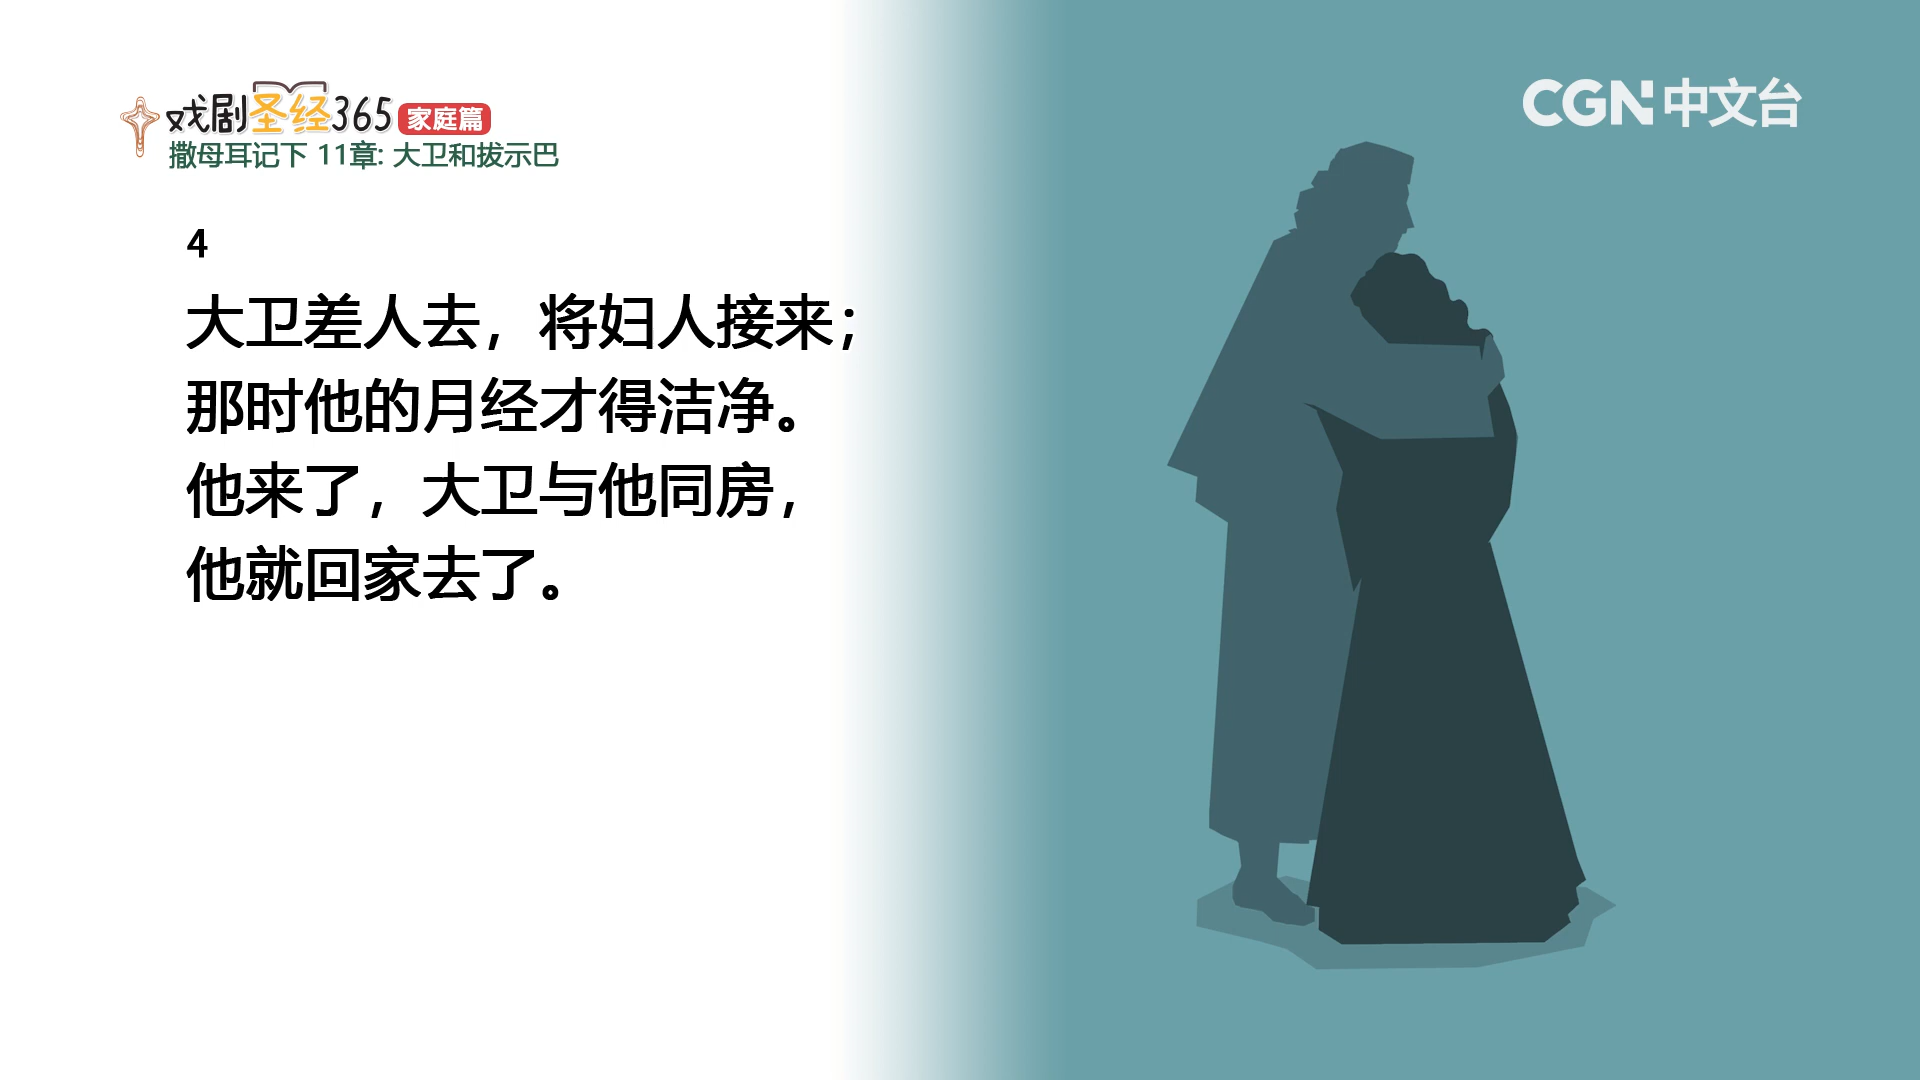 戏剧圣经365 家庭篇
撒母耳记下 11章: 大卫和拔示巴
CGN 中文台
4
大卫差人去，将妇人接来；
那时他的月经才得洁净。
他来了，大卫与他同房，
他就回家去了。